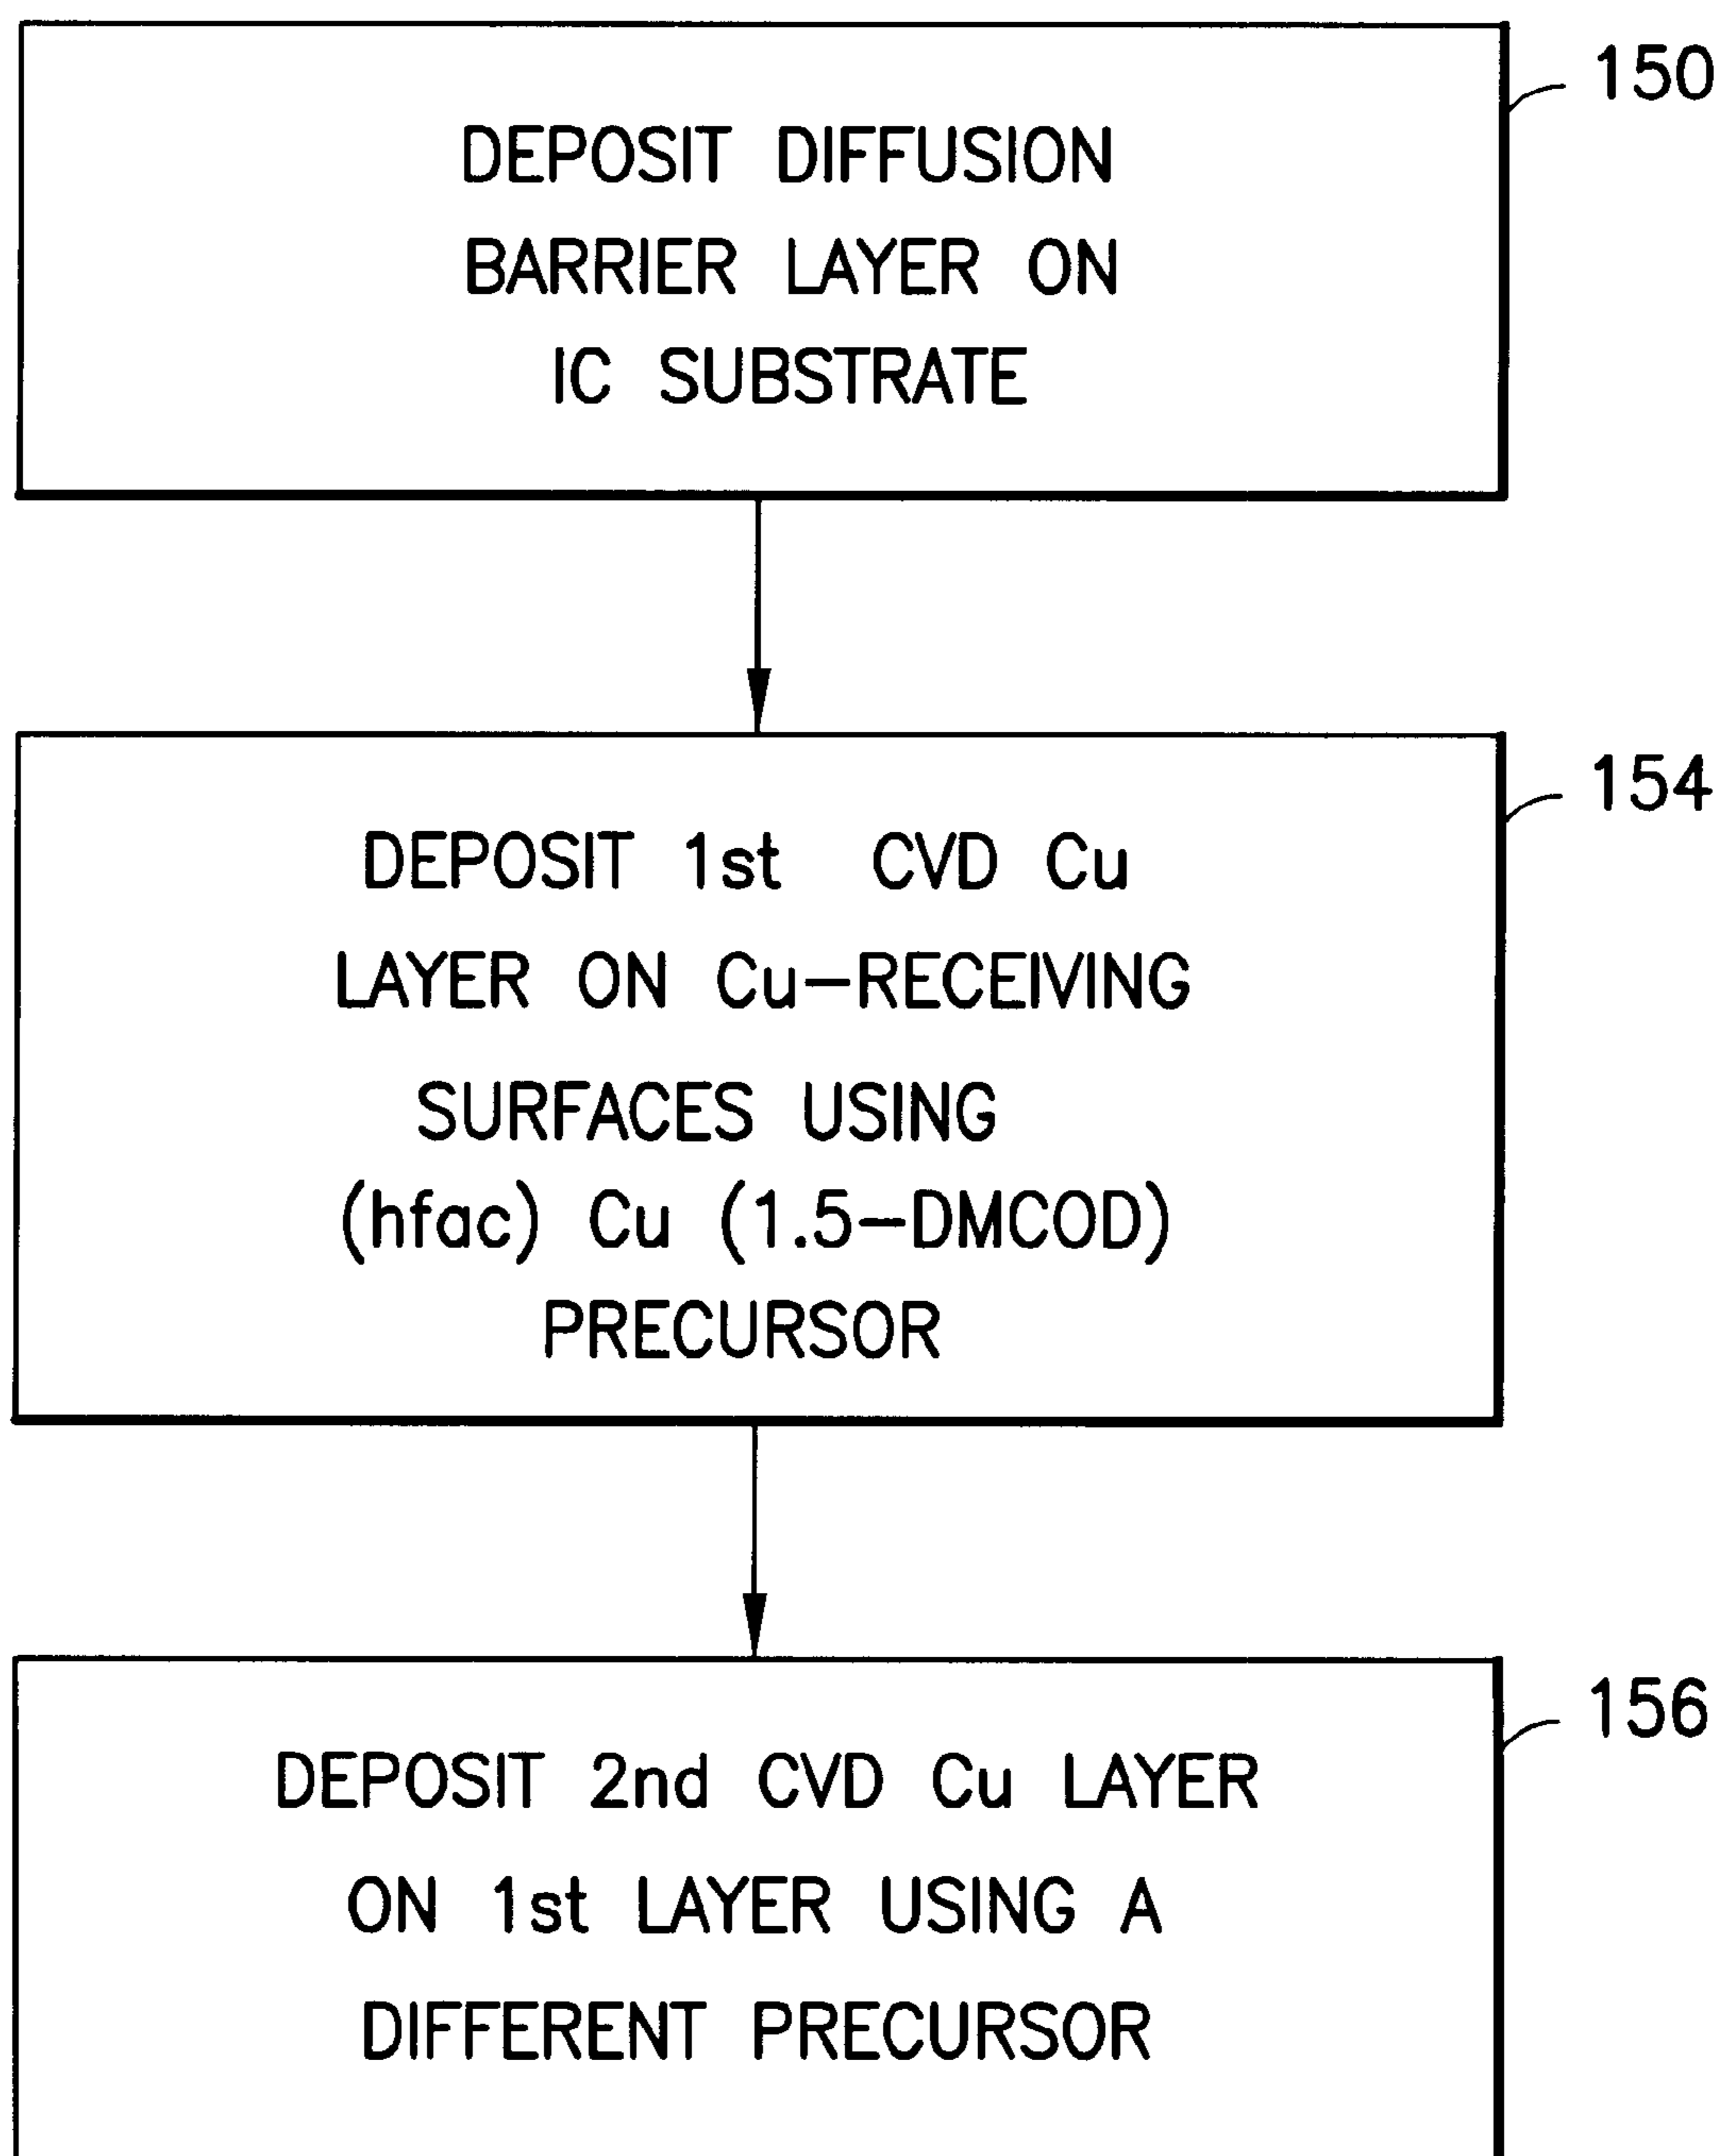 150
DEPOSIT DIFFUSION
BARRIER LAYER ON
IC SUBSTRATE
154
DEPOSIT 1st CVD Cu
LAYER ON Cu-RECEIVING
SURFACES USING
(hfac) Cu (1.5-DMCOD)
PRECURSOR
156
DEPOSIT 2nd CVD Cu LAYER
ON 1st LAYER USING A
DIFFERENT PRECURSOR